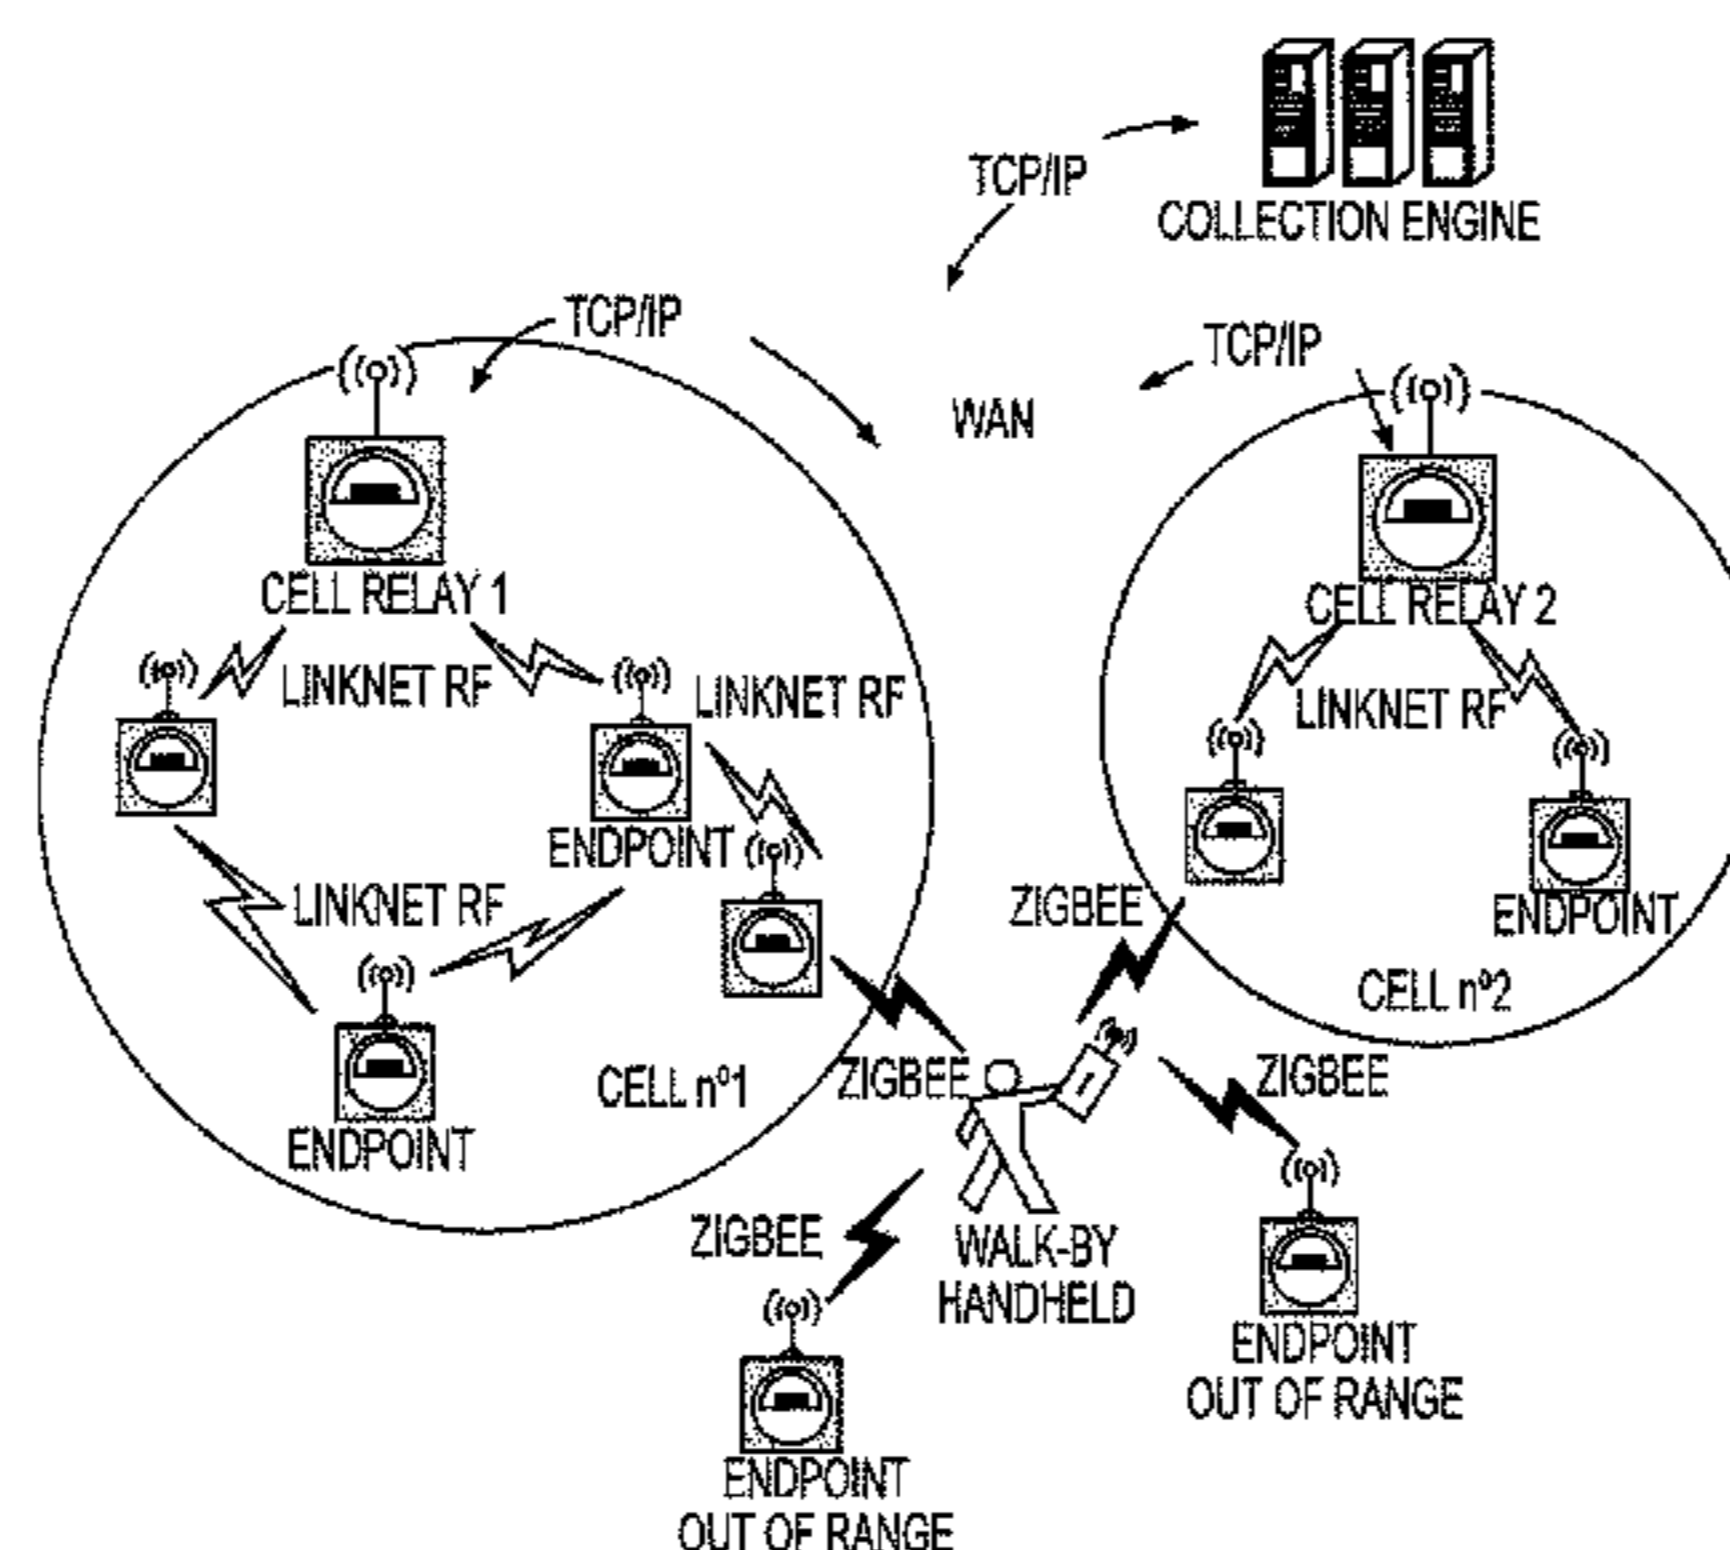 TCP/IP
COLLECTION ENGINE
TCP/IP
TCP/IP
WAN
CELL RELAY 1
CELL RELAY 2
LINKNET RF
LINKNET RF
LINKNET RF
ENDPOINT
LINKNET RF
ZIGBEE
ENDPOINT
CELL nº2
CELL nº1
ZIGBEE
ZIGBEE
ENDPOINT
ZIGBEE
WALK-BY
HANDHELD
ENDPOINT
OUT OF RANGE
ENDPOINT
OUT OF RANGE